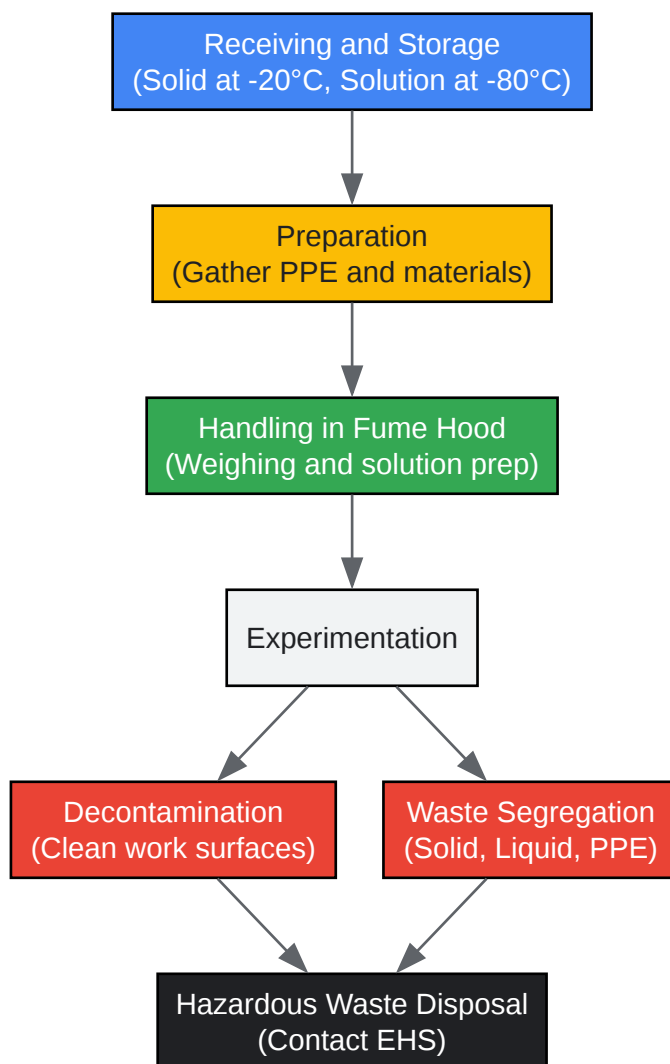 Receiving and Storage
(Solid at -20°C, Solution at -80°C)
Preparation
(Gather PPE and materials)
Handling in Fume Hood
(Weighing and solution prep)
Experimentation
Decontamination
(Clean work surfaces)
Waste Segregation
(Solid, Liquid, PPE)
Hazardous Waste Disposal
(Contact EHS)